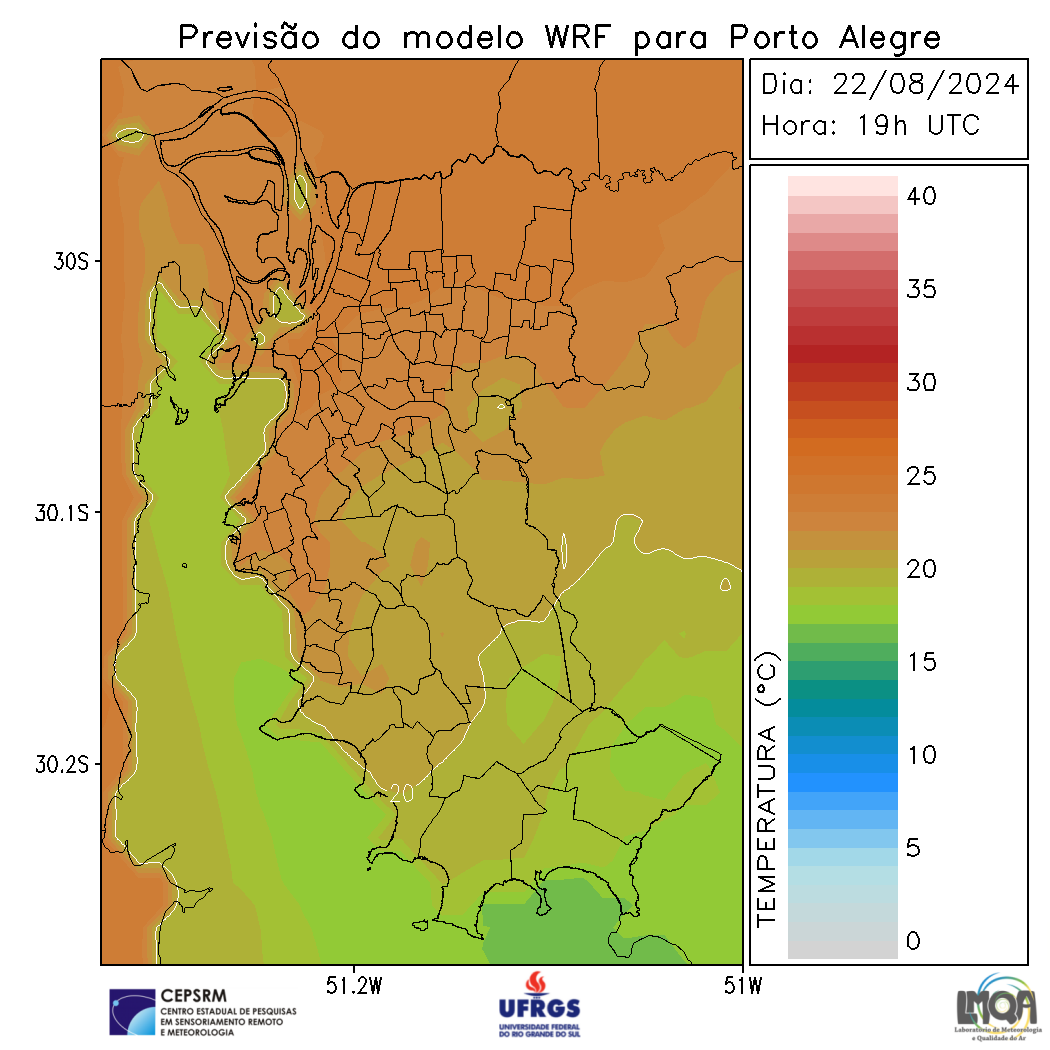 Previsão do modelo WRF para Porto Alegre
Dia: 22/08/2024
Hora: 19h UTC
40
35
30
25
20
15
10
5
0
TEMPERATURA (°C)
30S
30.1S
30.2S
20
51.2W
51W
CEPSRM
CENTRO ESTADUAL DE PESQUISAS
EM SENSORIAMENTO REMOTO
E METEOROLOGIA
UFRGS
UNIVERSIDADE FEDERAL
DO RIO GRANDE DO SUL
LMQA
Laboratório de Meteorologia
e Qualidade do Ar